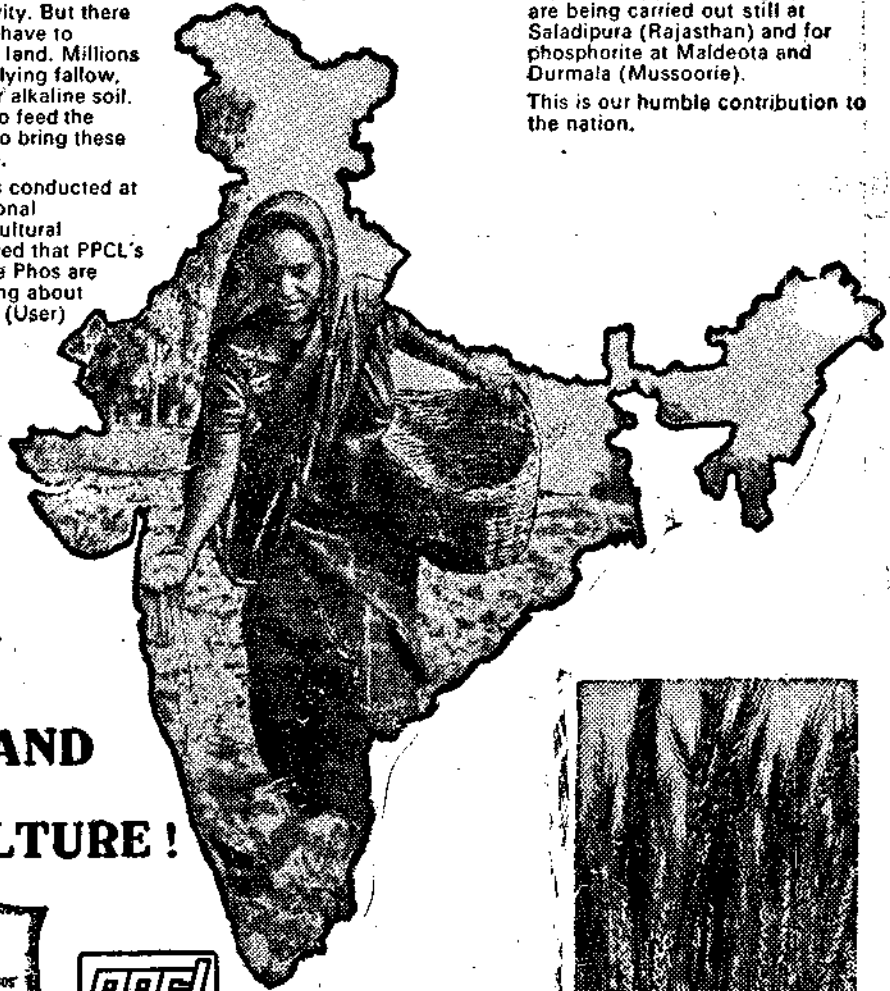 vity. But there
have to
land. Millions
lying fallow,
alkaline soil.
o feed the
o bring these
s conducted at
onal
ultural
ed that PPCL's
e Phos are
ng about
(User)
are being carried out still at
Saladipura (Rajasthan) and for
phosphorite at Maldeota and
Durmala (Mussoorie).
This is our humble contribution to
the nation.
AND
LTURE !
ppcl